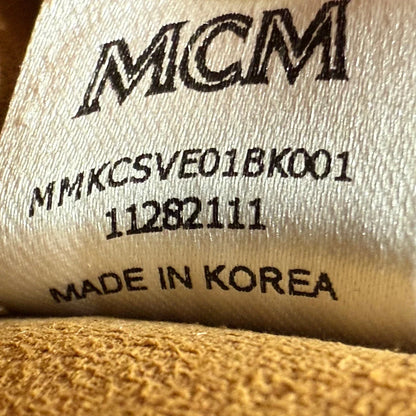 MCM
MMKCSVE01BK001
11282111
MADE IN KOREA